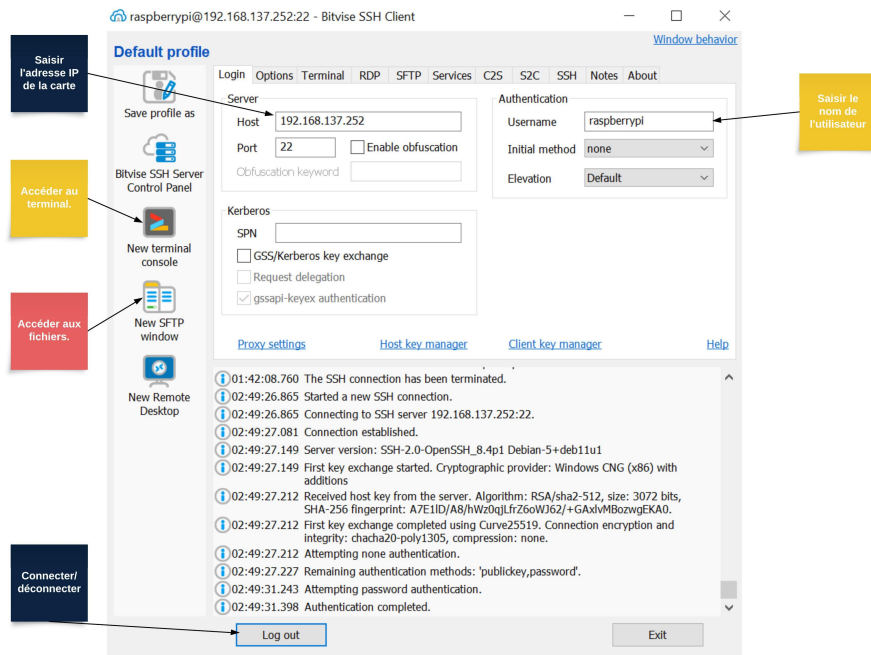 raspberrypi@192.168.137.252:22 - Bitvise SSH Client
Window behavior
Default profile
Saisir
l'adresse IP
de la carte
Accéder au
terminal.
Accéder aux
fichiers.
Connecter/
déconnecter
Saisir le
nom de
l'utilisateur
Save profile as
Bitvise SSH Server
Control Panel
New terminal
console
New SFTP
window
New Remote
Desktop
Login Options Terminal RDP SFTP Services C2S S2C SSH Notes About
Server
Host 192.168.137.252
Port 22 Enable obfuscation
Obfuscation keyword
Authentication
Username raspberrypi
Initial method none
Elevation Default
Kerberos
SPN
GSS/Kerberos key exchange
Request delegation
gssapi-keyex authentication
Proxy settings Host key manager Client key manager Help
01:42:08.760 The SSH connection has been terminated.
02:49:26.865 Started a new SSH connection.
02:49:26.865 Connecting to SSH server 192.168.137.252:22.
02:49:27.081 Connection established.
02:49:27.149 Server version: SSH-2.0-OpenSSH_8.4p1 Debian-5+deb11u1
02:49:27.149 First key exchange started. Cryptographic provider: Windows CNG (x86) with
additions
02:49:27.212 Received host key from the server. Algorithm: RSA/sha2-512, size: 3072 bits,
SHA-256 fingerprint: A7E1lD/A8/hWz0qjLfrZ6oWJ62/+GAxlvMBozwgEKA0.
02:49:27.212 First key exchange completed using Curve25519. Connection encryption and
integrity: chacha20-poly1305, compression: none.
02:49:27.212 Attempting none authentication.
02:49:27.227 Remaining authentication methods: 'publickey,password'.
02:49:31.243 Attempting password authentication.
02:49:31.398 Authentication completed.
Log out Exit